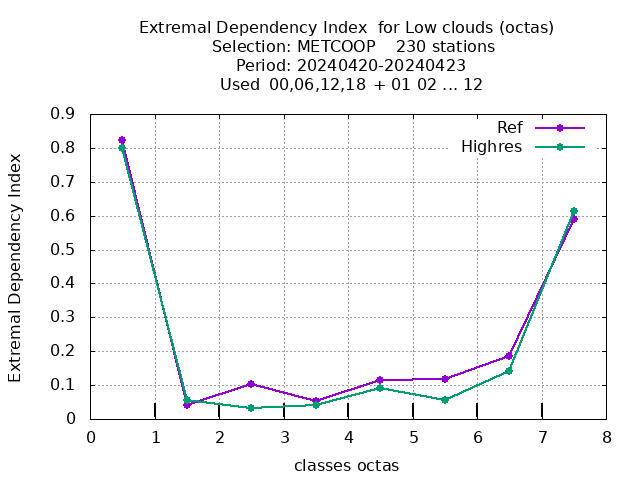 Extremal Dependency Index  for Low clouds (octas)
Selection: METCOOP    230 stations
Period: 20240420-20240423
Used  00,06,12,18  + 01 02 ... 12
Ref
Highres
Extremal Dependency Index
0.9
0.8
0.7
0.6
0.5
0.4
0.3
0.2
0.1
0
0 1 2 3 4 5 6 7 8
classes octas